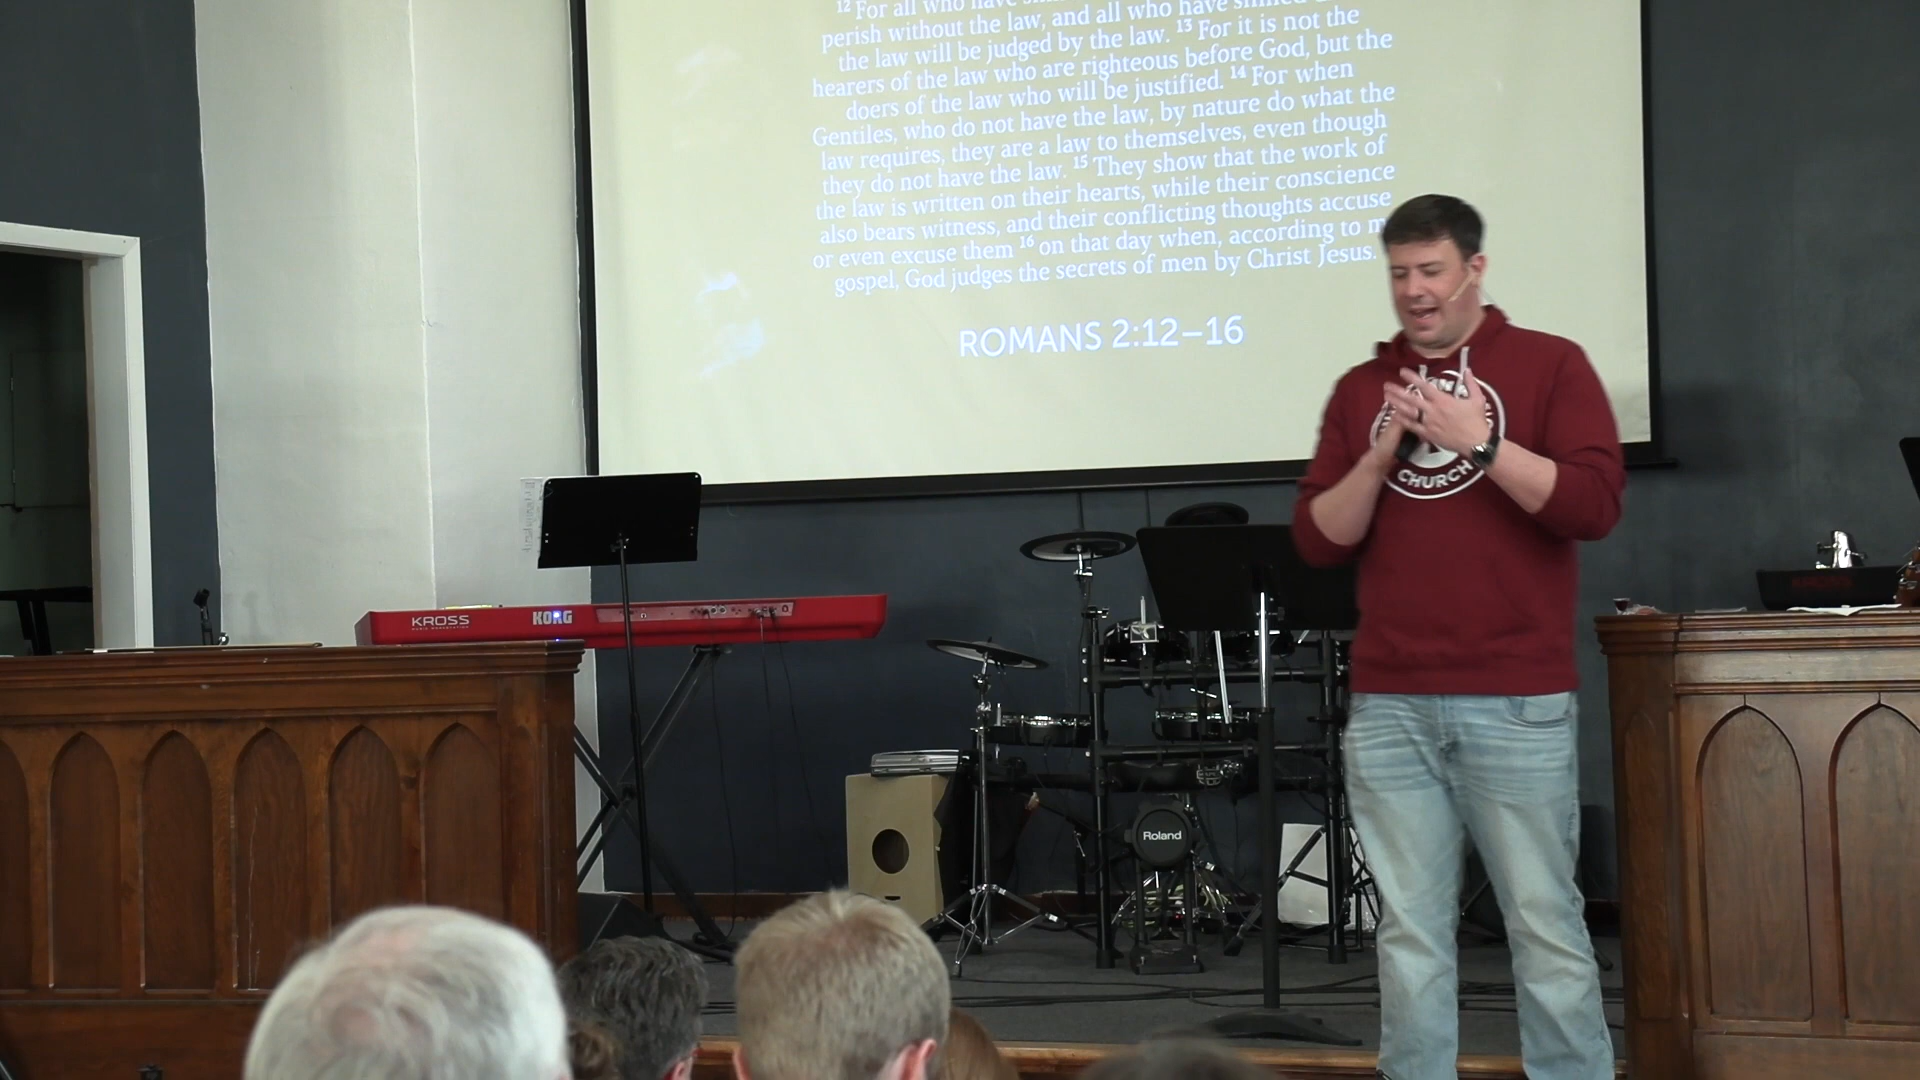 12 For all who have
perish without the law, and all who have sinned
the law will be judged by the law. 13 For it is not the
hearers of the law who are righteous before God, but the
doers of the law who will be justified. 14 For when
Gentiles, who do not have the law, by nature do what the
law requires, they are a law to themselves, even though
they do not have the law. 15 They show that the work of
the law is written on their hearts, while their conscience
also bears witness, and their conflicting thoughts accuse
or even excuse them 16 on that day when, according to
gospel, God judges the secrets of men by Christ Jesus.
ROMANS 2:12–16
CHURCH
KROSS
KORG
Roland